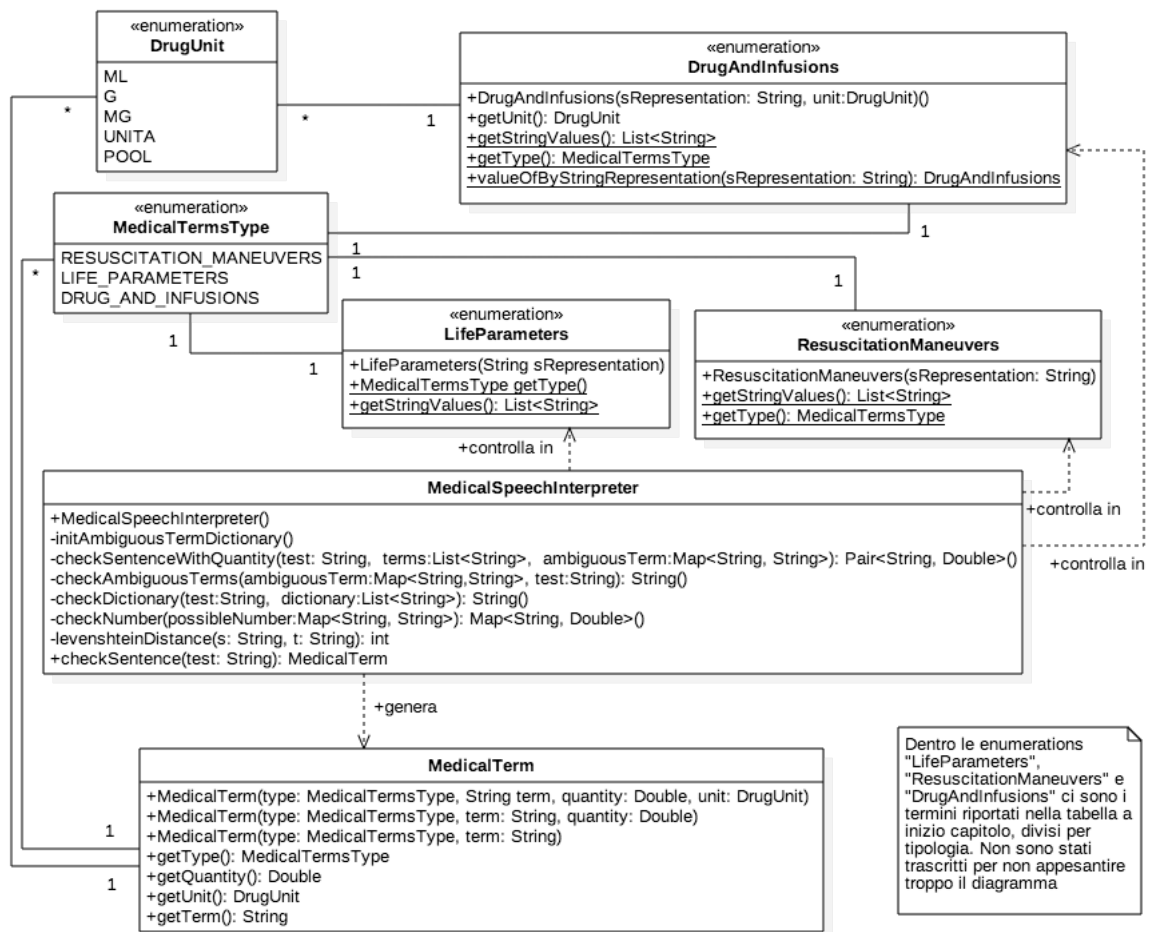 «enumeration»
DrugUnit
ML
G
MG
UNITA
POOL
*
*
1
«enumeration»
DrugAndInfusions
+DrugAndInfusions(sRepresentation: String, unit:DrugUnit)()
+getUnit(): DrugUnit
+getStringValues(): List<String>
+getType(): MedicalTermsType
+valueOfByStringRepresentation(sRepresentation: String): DrugAndInfusions
«enumeration»
MedicalTermsType
RESUSCITATION_MANEUVERS
LIFE_PARAMETERS
DRUG_AND_INFUSIONS
*
1
1
1
1
1
1
«enumeration»
LifeParameters
+LifeParameters(String sRepresentation)
+MedicalTermsType getType()
+getStringValues(): List<String>
«enumeration»
ResuscitationManeuvers
+ResuscitationManeuvers(sRepresentation: String)
+getStringValues(): List<String>
+getType(): MedicalTermsType
+controlla in
+controlla in
+controlla in
MedicalSpeechInterpreter
+MedicalSpeechInterpreter()
-initAmbiguousTermDictionary()
-checkSentenceWithQuantity(test: String, terms:List<String>, ambiguousTerm:Map<String, String>): Pair<String, Double>()
-checkAmbiguousTerms(ambiguousTerm:Map<String,String>, test:String): String()
-checkDictionary(test:String, dictionary:List<String>): String()
-checkNumber(possibleNumber:Map<String, String>): Map<String, Double>()
-levenshteinDistance(s: String, t: String): int
+checkSentence(test: String): MedicalTerm
+genera
MedicalTerm
+MedicalTerm(type: MedicalTermsType, String term, quantity: Double, unit: DrugUnit)
+MedicalTerm(type: MedicalTermsType, term: String, quantity: Double)
+MedicalTerm(type: MedicalTermsType, term: String)
+getType(): MedicalTermsType
+getQuantity(): Double
+getUnit(): DrugUnit
+getTerm(): String
1
1
Dentro le enumerations
"LifeParameters",
"ResuscitationManeuvers" e
"DrugAndInfusions" ci sono i
termini riportati nella tabella a
inizio capitolo, divisi per
tipologia. Non sono stati
trascritti per non appesantire
troppo il diagramma